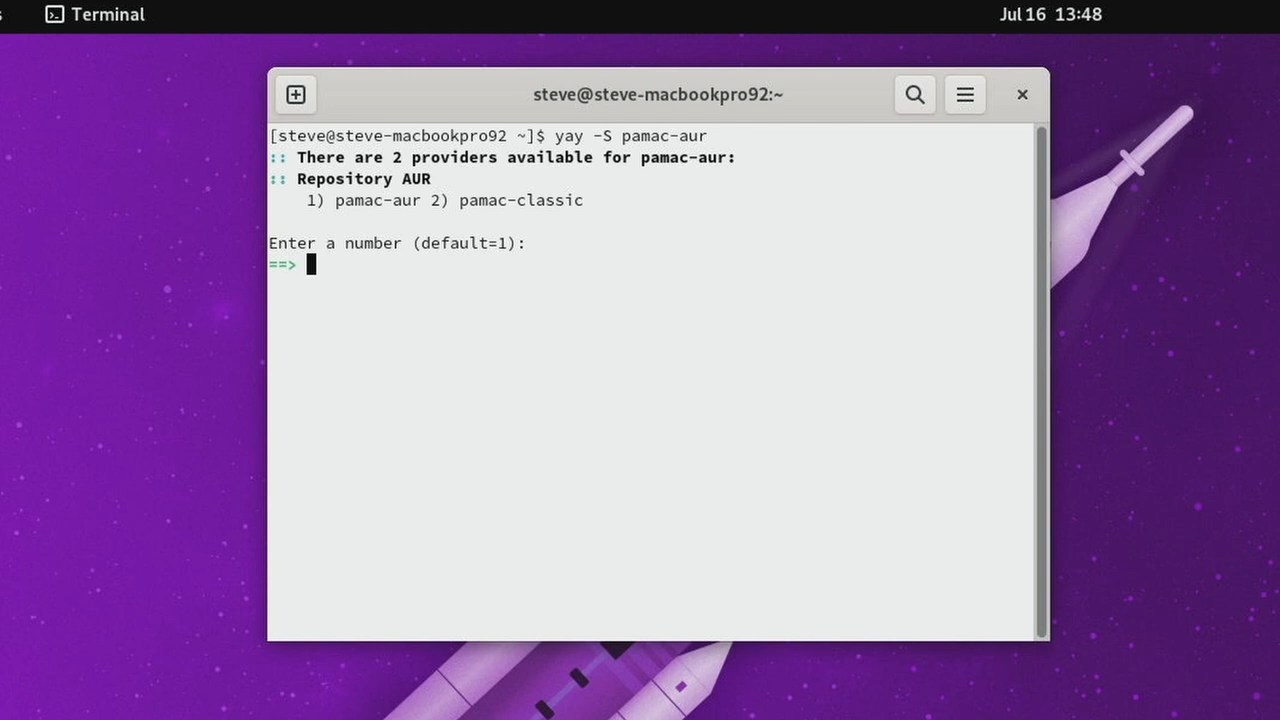 Terminal
Jul 16 13:48
steve@steve-macbookpro92:~
[steve@steve-macbookpro92 ~]$ yay -S pamac-aur
:: There are 2 providers available for pamac-aur:
:: Repository AUR
1) pamac-aur 2) pamac-classic
Enter a number (default=1):
==>